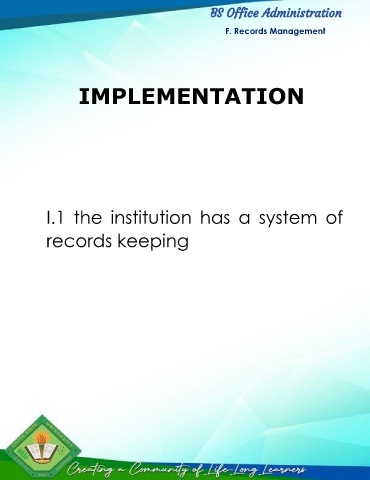 BS Office Administration
F. Records Management
IMPLEMENTATION
I.1 the institution has a system of
records keeping
Creating a Community of Life-Long Learners